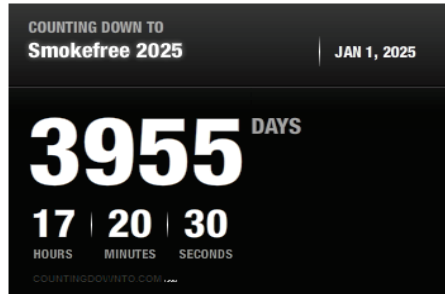 COUNTING DOWN TO
Smokefree 2025
JAN 1, 2025
3955 DAYS
17 20 30
HOURS MINUTES SECONDS
COUNTINGDOWNTO.COM